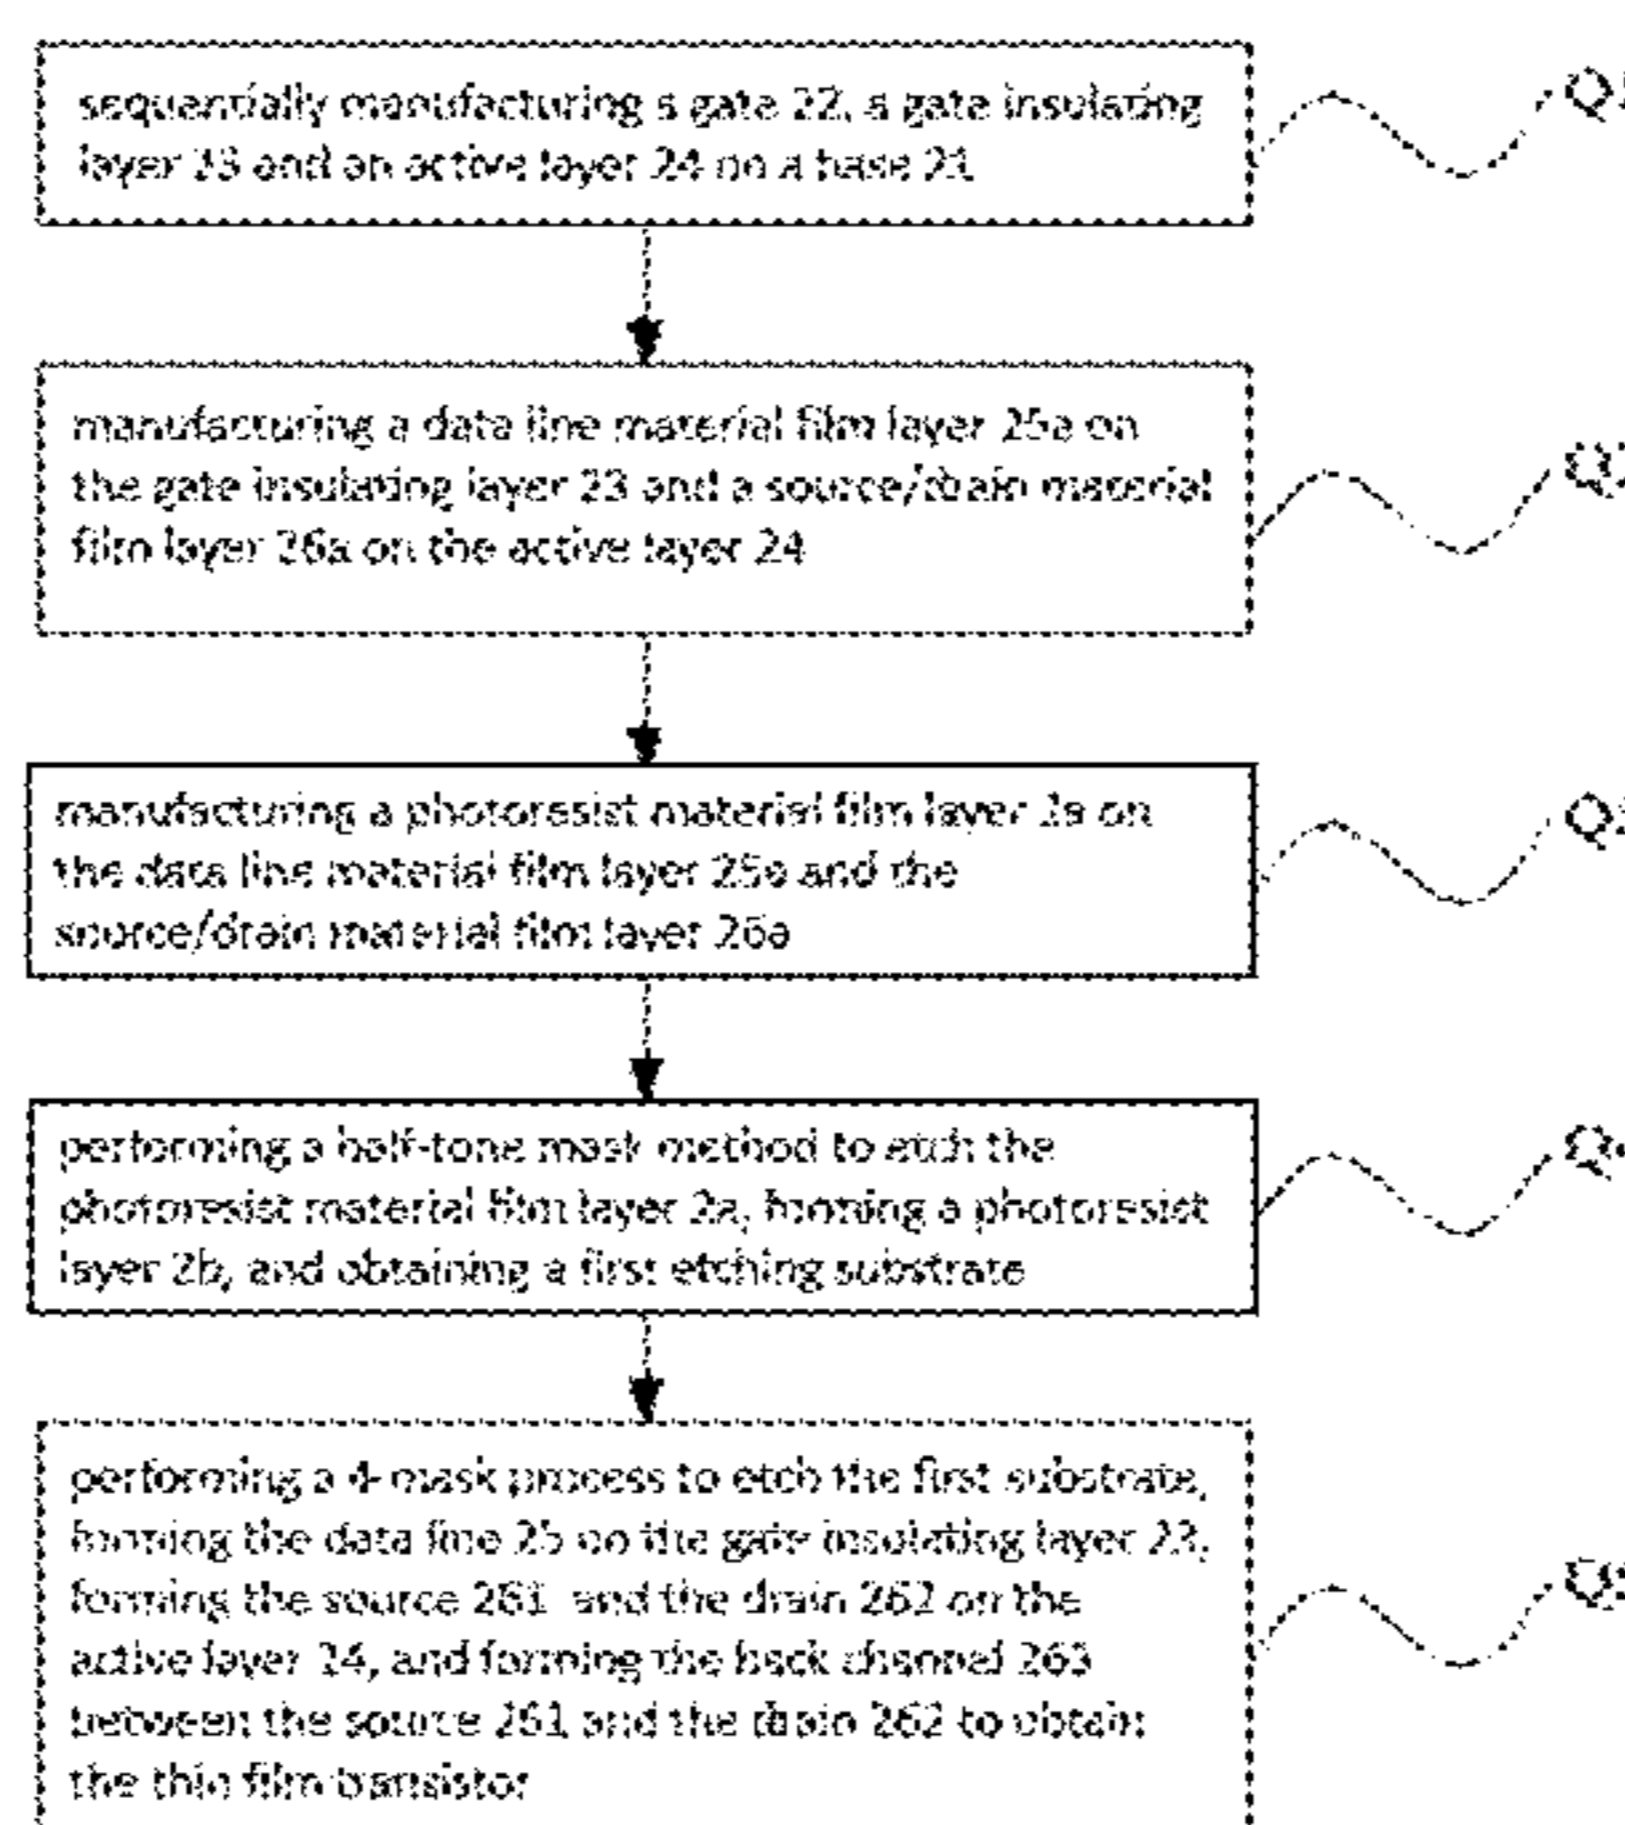 sequentially manufacturing a gate 22, a gate insulating
layer 23 and an active layer 24 on a base 21
manufacturing a data line material film layer 25a on
the gate insulating layer 23 and a source/drain material
film layer 26a on the active layer 24
manufacturing a photoresist material film layer 2a on
the data line material film layer 25a and the
source/drain material film layer 26a
performing a half-tone mask method to etch the
photoresist material film layer 2a, forming a photoresist
layer 2b, and obtaining a first etching substrate
performing a 4-mask process to etch the first substrate,
forming the data line 25 on the gate insulating layer 23,
forming the source 261 and the drain 262 on the
active layer 24, and forming the back channel 263
between the source 261 and the drain 262 to obtain
the thin film transistor